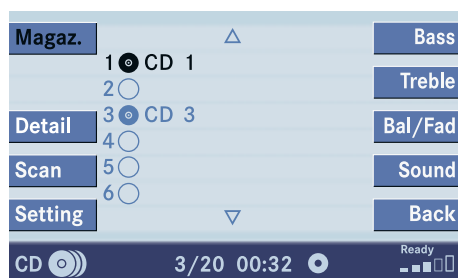 Magaz.
Bass
1 CD 1
2
Treble
3 CD 3
Detail
Bal/Fad
4
5
Scan
Sound
6
Setting
Back
CD
3/20 00:32
Ready